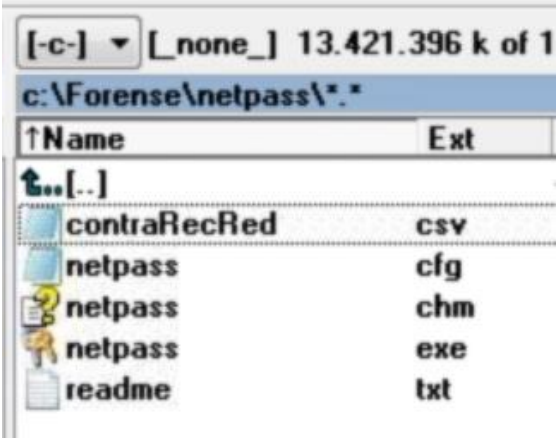 [-c-] [_none_] 13.421.396 k of 1
c:\Forense\netpass\*.*
↑Name Ext
[..]
contraRecRed csv
netpass cfg
netpass chm
netpass exe
readme txt